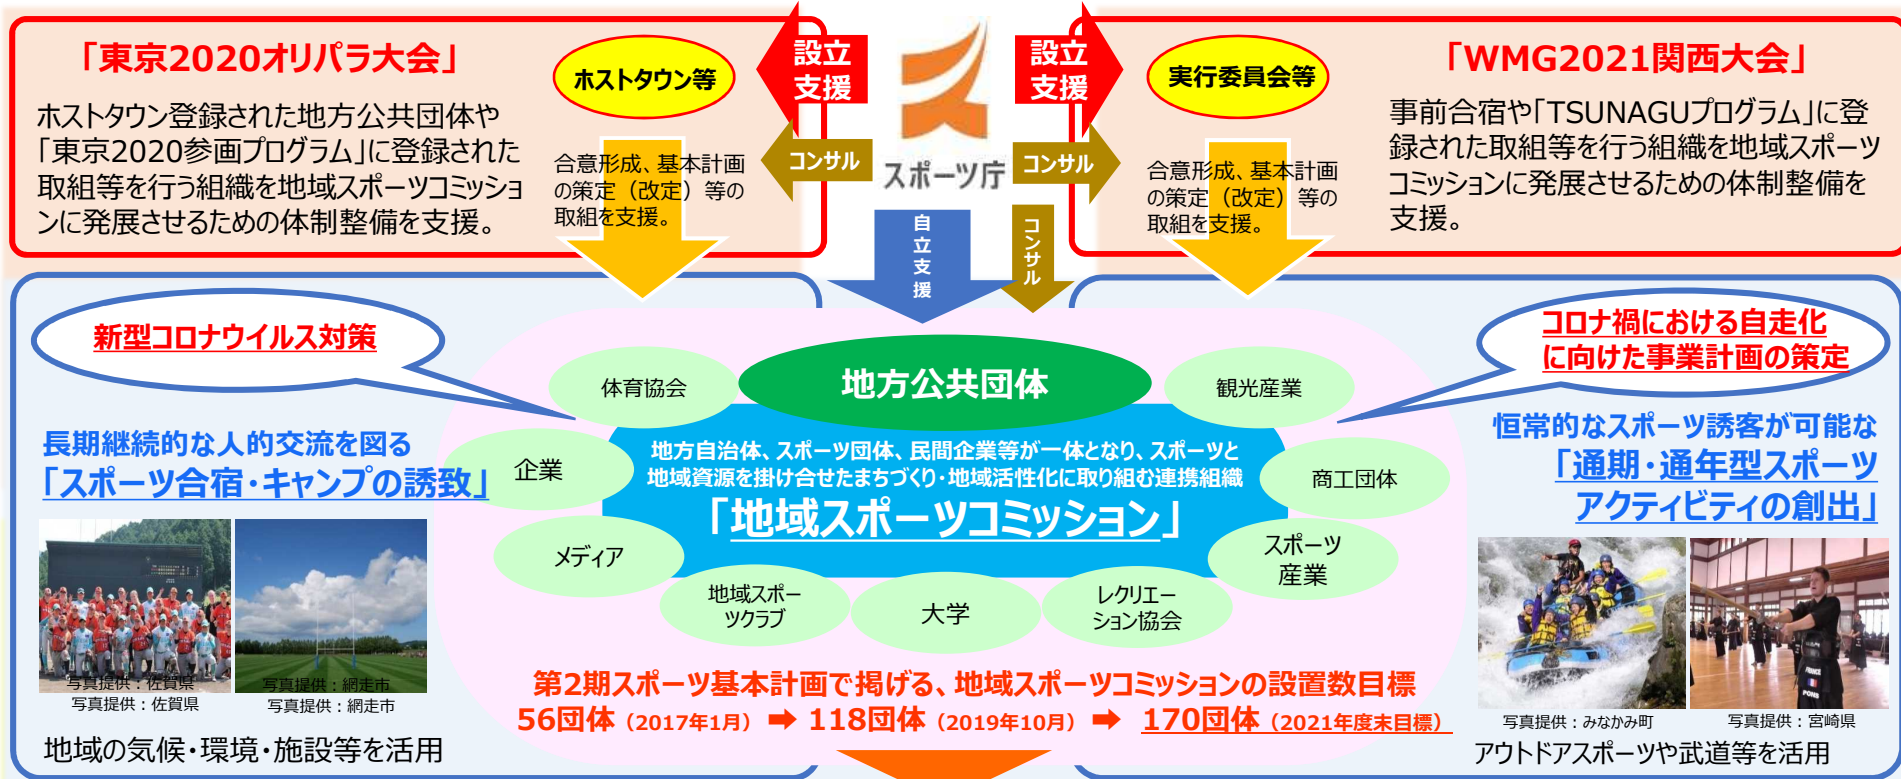 「東京2020オリパラ大会」
ホストタウン登録された地方公共団体や
「東京2020参画プログラム」に登録された
取組等を行う組織を地域スポーツコミッショ
ンに発展させるための体制整備を支援。
ホストタウン等
合意形成、基本計画
の策定（改定）等の
取組を支援。
設立
支援
コンサル
スポーツ庁
設立
支援
コンサル
自立支援
コンサル
実行委員会等
合意形成、基本計画
の策定（改定）等の
取組を支援。
「WMG2021関西大会」
事前合宿や「TSUNAGUプログラム」に登
録された取組等を行う組織を地域スポーツ
コミッションに発展させるための体制整備を
支援。
新型コロナウイルス対策
長期継続的な人的交流を図る
「スポーツ合宿・キャンプの誘致」
写真提供：佐賀県
写真提供：佐賀県
写真提供：網走市
写真提供：網走市
地域の気候・環境・施設等を活用
地方公共団体
体育協会
観光産業
企業
商工団体
メディア
スポーツ
産業
地域スポー
ツクラブ
大学
レクリエー
ション協会
地方自治体、スポーツ団体、民間企業等が一体となり、スポーツと
地域資源を掛け合せたまちづくり・地域活性化に取り組む連携組織
「地域スポーツコミッション」
第2期スポーツ基本計画で掲げる、地域スポーツコミッションの設置数目標
56団体（2017年1月）➡ 118団体（2019年10月）➡ 170団体（2021年度末目標）
コロナ禍における自走化
に向けた事業計画の策定
恒常的なスポーツ誘客が可能な
「通期・通年型スポーツ
アクティビティの創出」
FRANCE
PONS
写真提供：みなかみ町
写真提供：宮崎県
アウトドアスポーツや武道等を活用